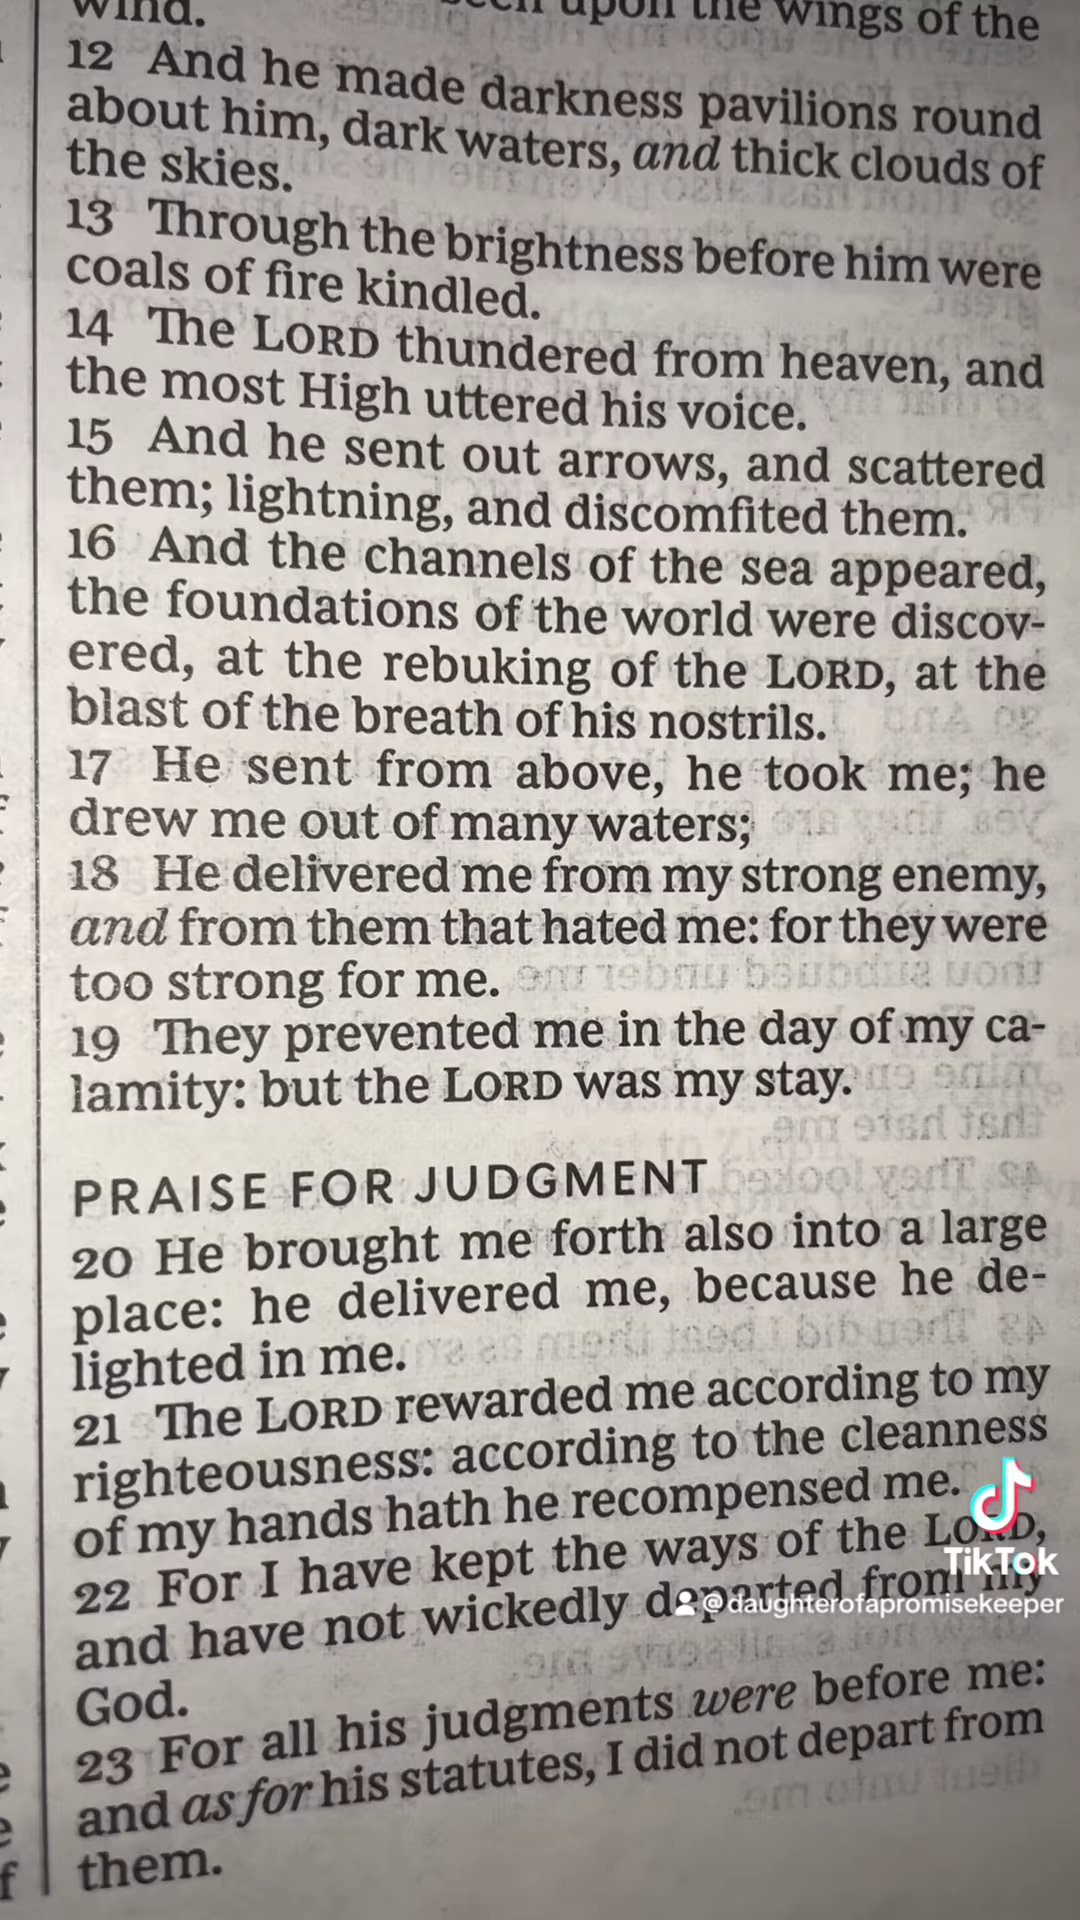 wind.
upon the wings of the
12 And he made darkness pavilions round
about him, dark waters, and thick clouds of
the skies.
13 Through the brightness before him were
coals of fire kindled.
14 The LORD thundered from heaven, and
the most High uttered his voice.
15 And he sent out arrows, and scattered
them; lightning, and discomfited them.
16 And the channels of the sea appeared,
the foundations of the world were discov-
ered, at the rebuking of the LORD, at the
blast of the breath of his nostrils.
17 He sent from above, he took me; he
drew me out of many waters;
18 He delivered me from my strong enemy,
and from them that hated me: for they were
too strong for me.
19 They prevented me in the day of my ca-
lamity: but the LORD was my stay.
PRAISE FOR JUDGMENT
20 He brought me forth also into a large
place: he delivered me, because he de-
lighted in me.
21 The LORD rewarded me according to my
righteousness: according to the cleanness
of my hands hath he recompensed me.
22 For I have kept the ways of the LORD,
and have not wickedly departed from my
God.
23 For all his judgments were before me:
and as for his statutes, I did not depart from
them.
TikTok
@daughterofapromisekeeper